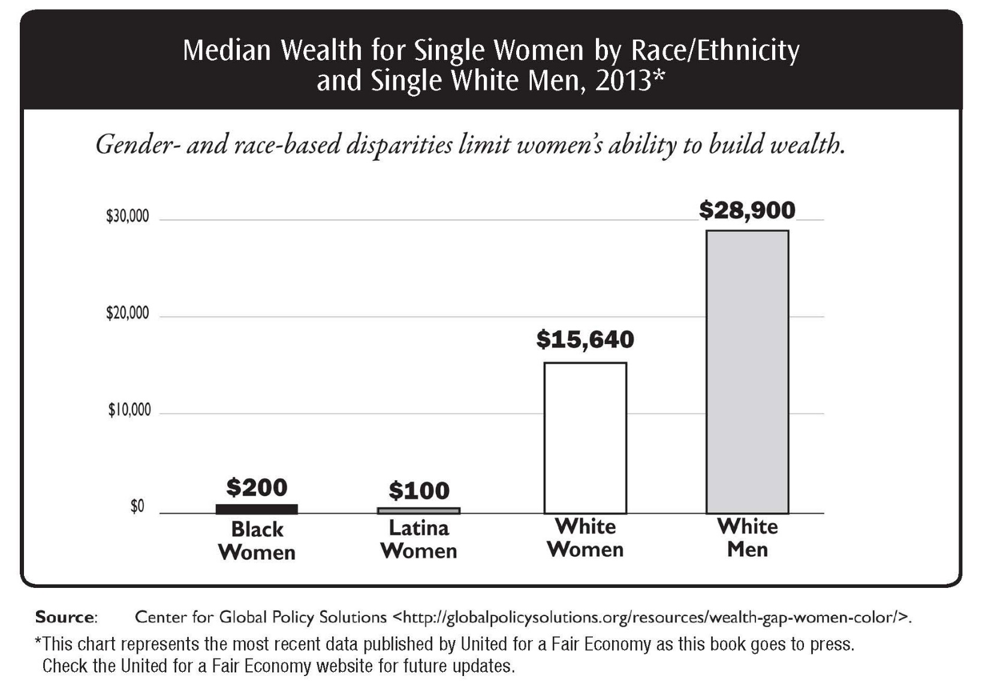 Median Wealth for Single Women by Race/Ethnicity
and Single White Men, 2013*
Gender- and race-based disparities limit women's ability to build wealth.
$30,000
$20,000
$10,000
$0
$200
$100
$15,640
$28,900
Black
Women
Latina
Women
White
Women
White
Men
Source: Center for Global Policy Solutions <http://globalpolicysolutions.org/resources/wealth-gap-women-color/>.
*This chart represents the most recent data published by United for a Fair Economy as this book goes to press.
Check the United for a Fair Economy website for future updates.